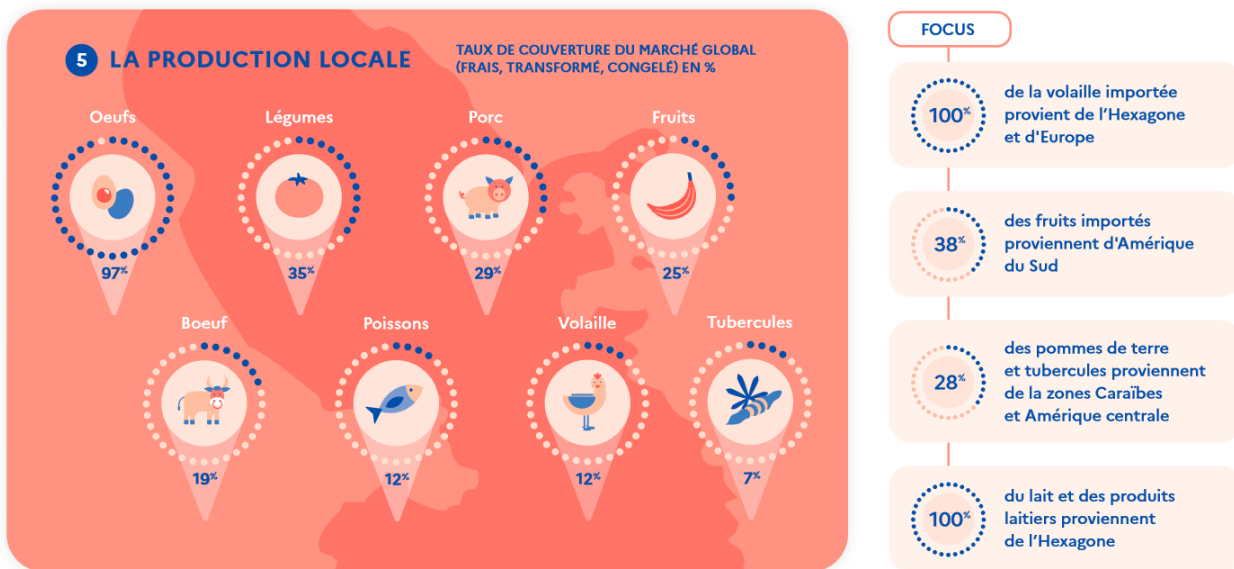 5 LA PRODUCTION LOCALE
TAUX DE COUVERTURE DU MARCHÉ GLOBAL
(FRAIS, TRANSFORMÉ, CONGELÉ) EN %
Oeufs
97%
Légumes
35%
Porc
29%
Fruits
25%
Boeuf
19%
Poissons
12%
Volaille
12%
Tubercules
7%
FOCUS
100%
de la volaille importée
provient de l’Hexagone
et d'Europe
38%
des fruits importés
proviennent d'Amérique
du Sud
28%
des pommes de terre
et tubercules proviennent
de la zones Caraïbes
et Amérique centrale
100%
du lait et des produits
laitiers proviennent
de l’Hexagone